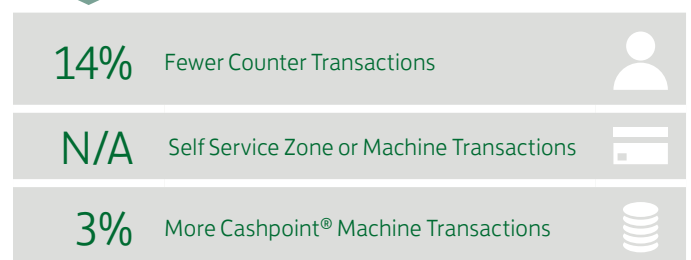 14% Fewer Counter Transactions
N/A Self Service Zone or Machine Transactions
3% More Cashpoint® Machine Transactions